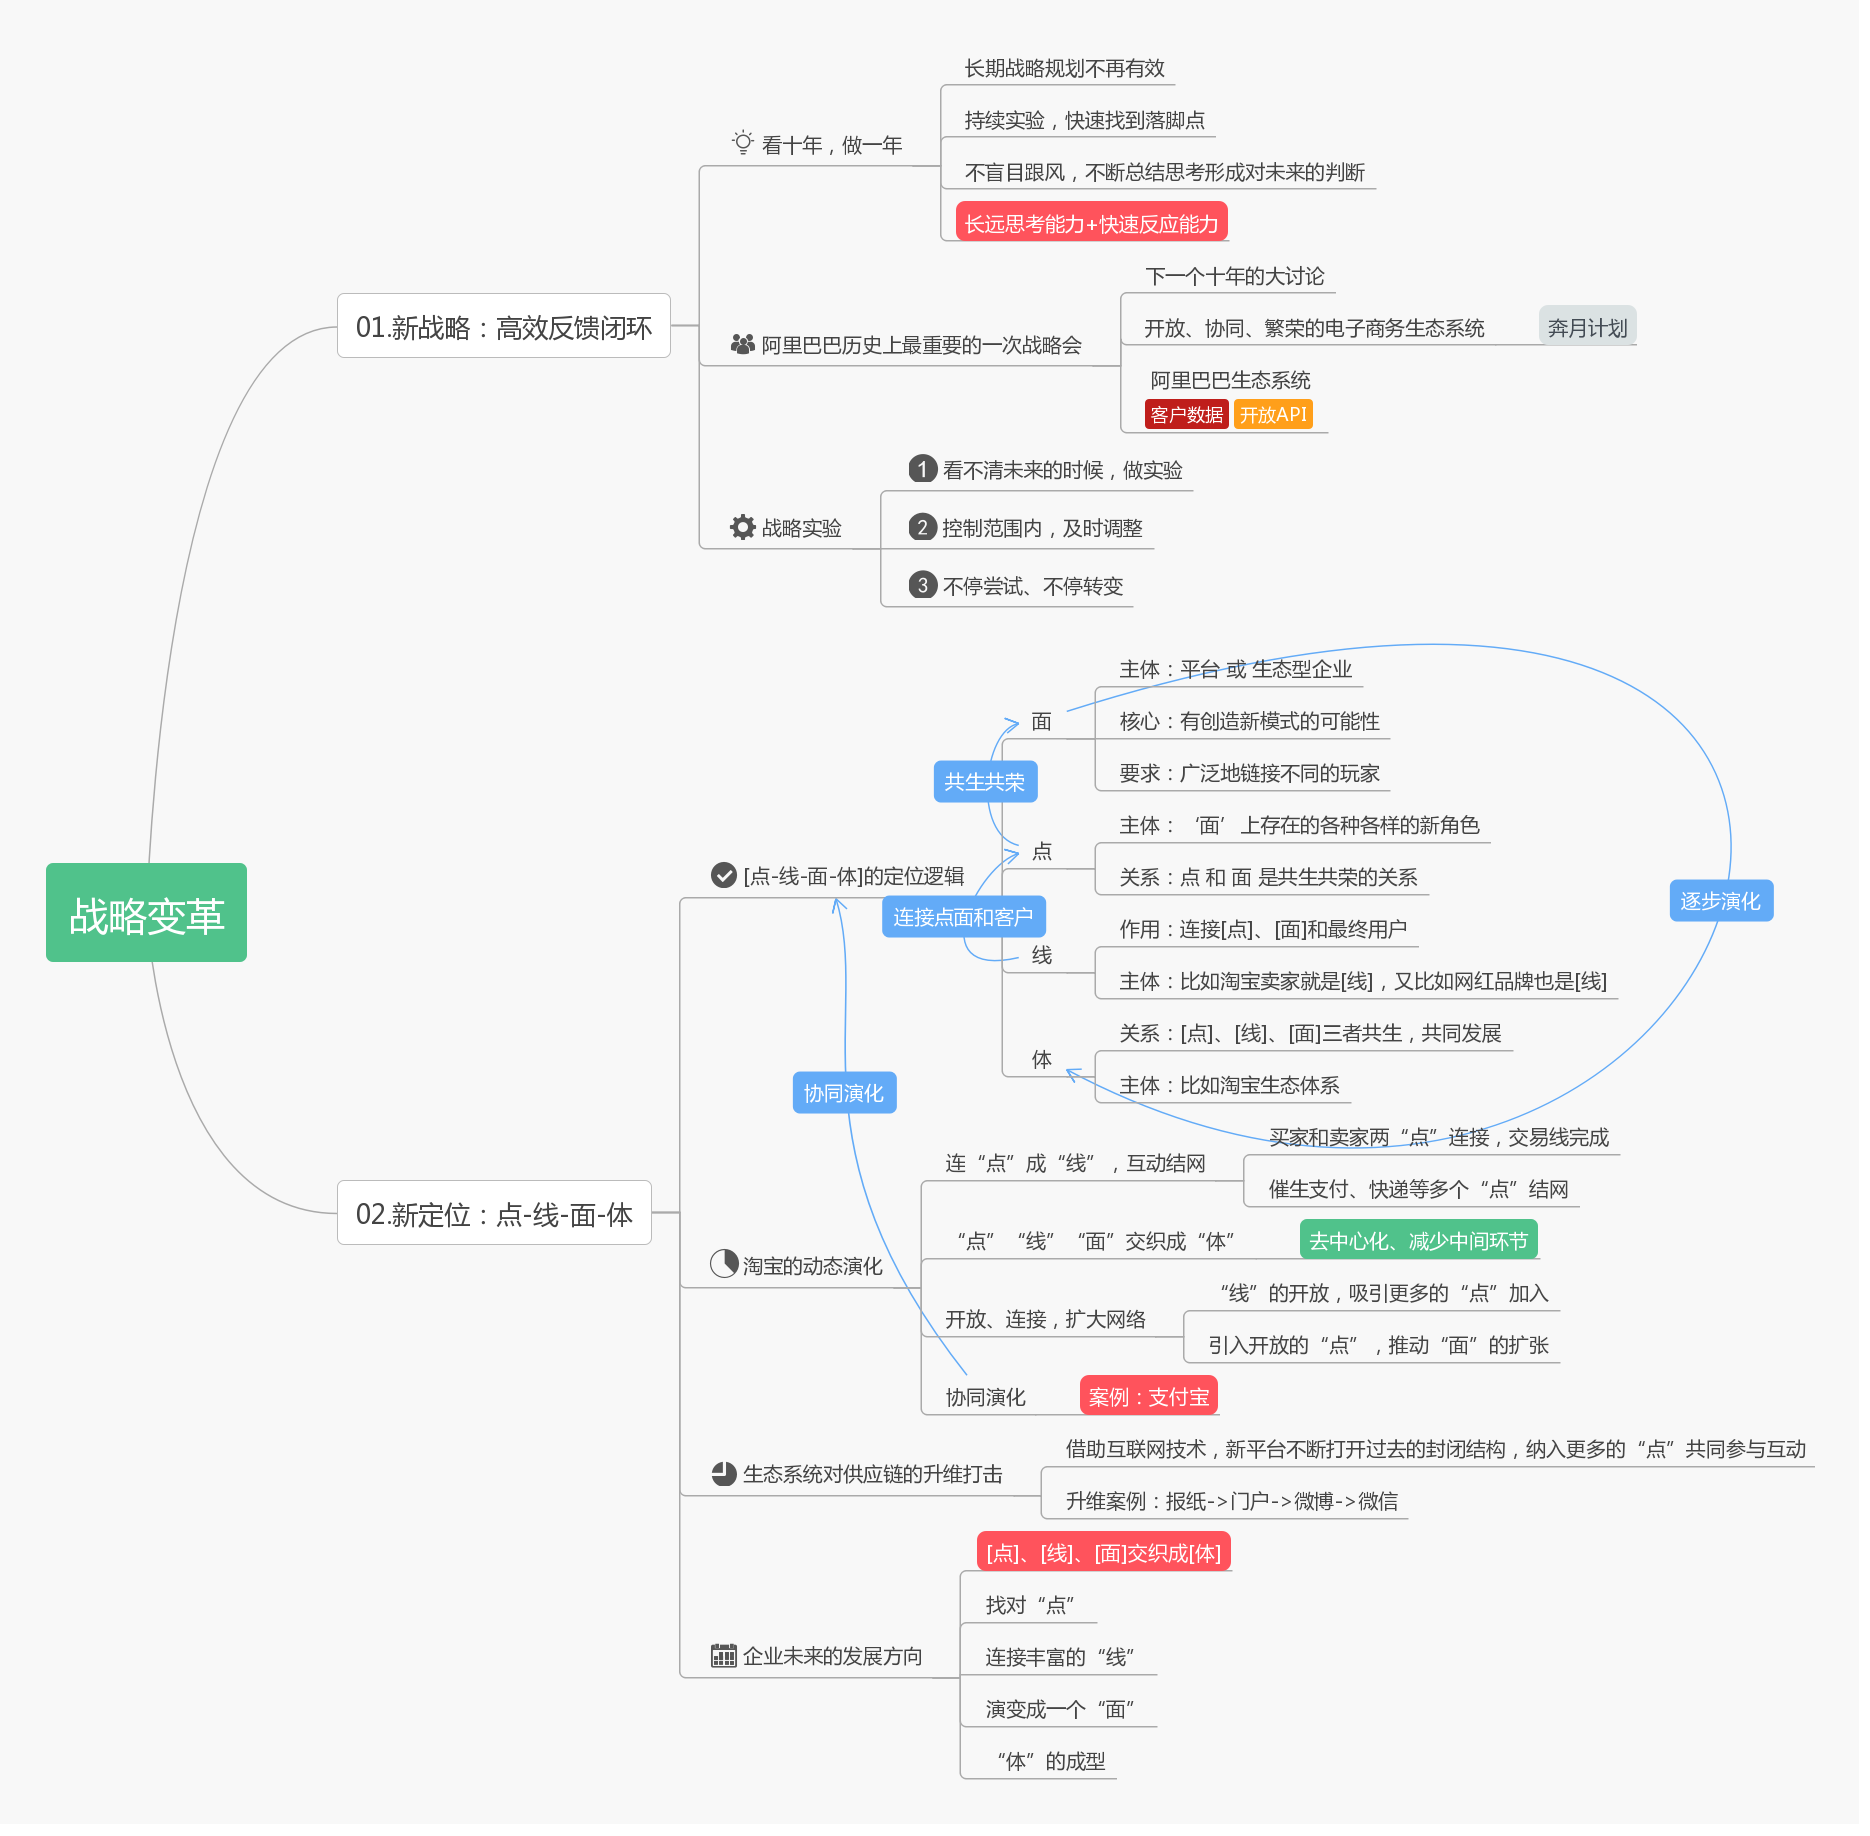 战略变革
01.新战略：高效反馈闭环
看十年，做一年
长期战略规划不再有效
持续实验，快速找到落脚点
不盲目跟风，不断总结思考形成对未来的判断
长远思考能力+快速反应能力
阿里巴巴历史上最重要的一次战略会
下一个十年的大讨论
开放、协同、繁荣的电子商务生态系统
奔月计划
阿里巴巴生态系统
客户数据 开放API
战略实验
1 看不清未来的时候，做实验
2 控制范围内，及时调整
3 不停尝试、不停转变
02.新定位：点-线-面-体
[点-线-面-体]的定位逻辑
面
主体：平台 或 生态型企业
核心：有创造新模式的可能性
要求：广泛地链接不同的玩家
共生共荣
点
主体：‘面’上存在的各种各样的新角色
关系：点 和 面 是共生共荣的关系
连接点面和客户
线
作用：连接[点]、[面]和最终用户
主体：比如淘宝卖家就是[线]，又比如网红品牌也是[线]
体
关系：[点]、[线]、[面]三者共生，共同发展
主体：比如淘宝生态体系
逐步演化
协同演化
淘宝的动态演化
连“点”成“线”，互动结网
买家和卖家两“点”连接，交易线完成
催生支付、快递等多个“点”结网
“点”“线”“面”交织成“体”
去中心化、减少中间环节
开放、连接，扩大网络
“线”的开放，吸引更多的“点”加入
引入开放的“点”，推动“面”的扩张
协同演化
案例：支付宝
生态系统对供应链的升维打击
借助互联网技术，新平台不断打开过去的封闭结构，纳入更多的“点”共同参与互动
升维案例：报纸->门户->微博->微信
企业未来的发展方向
[点]、[线]、[面]交织成[体]
找对“点”
连接丰富的“线”
演变成一个“面”
“体”的成型